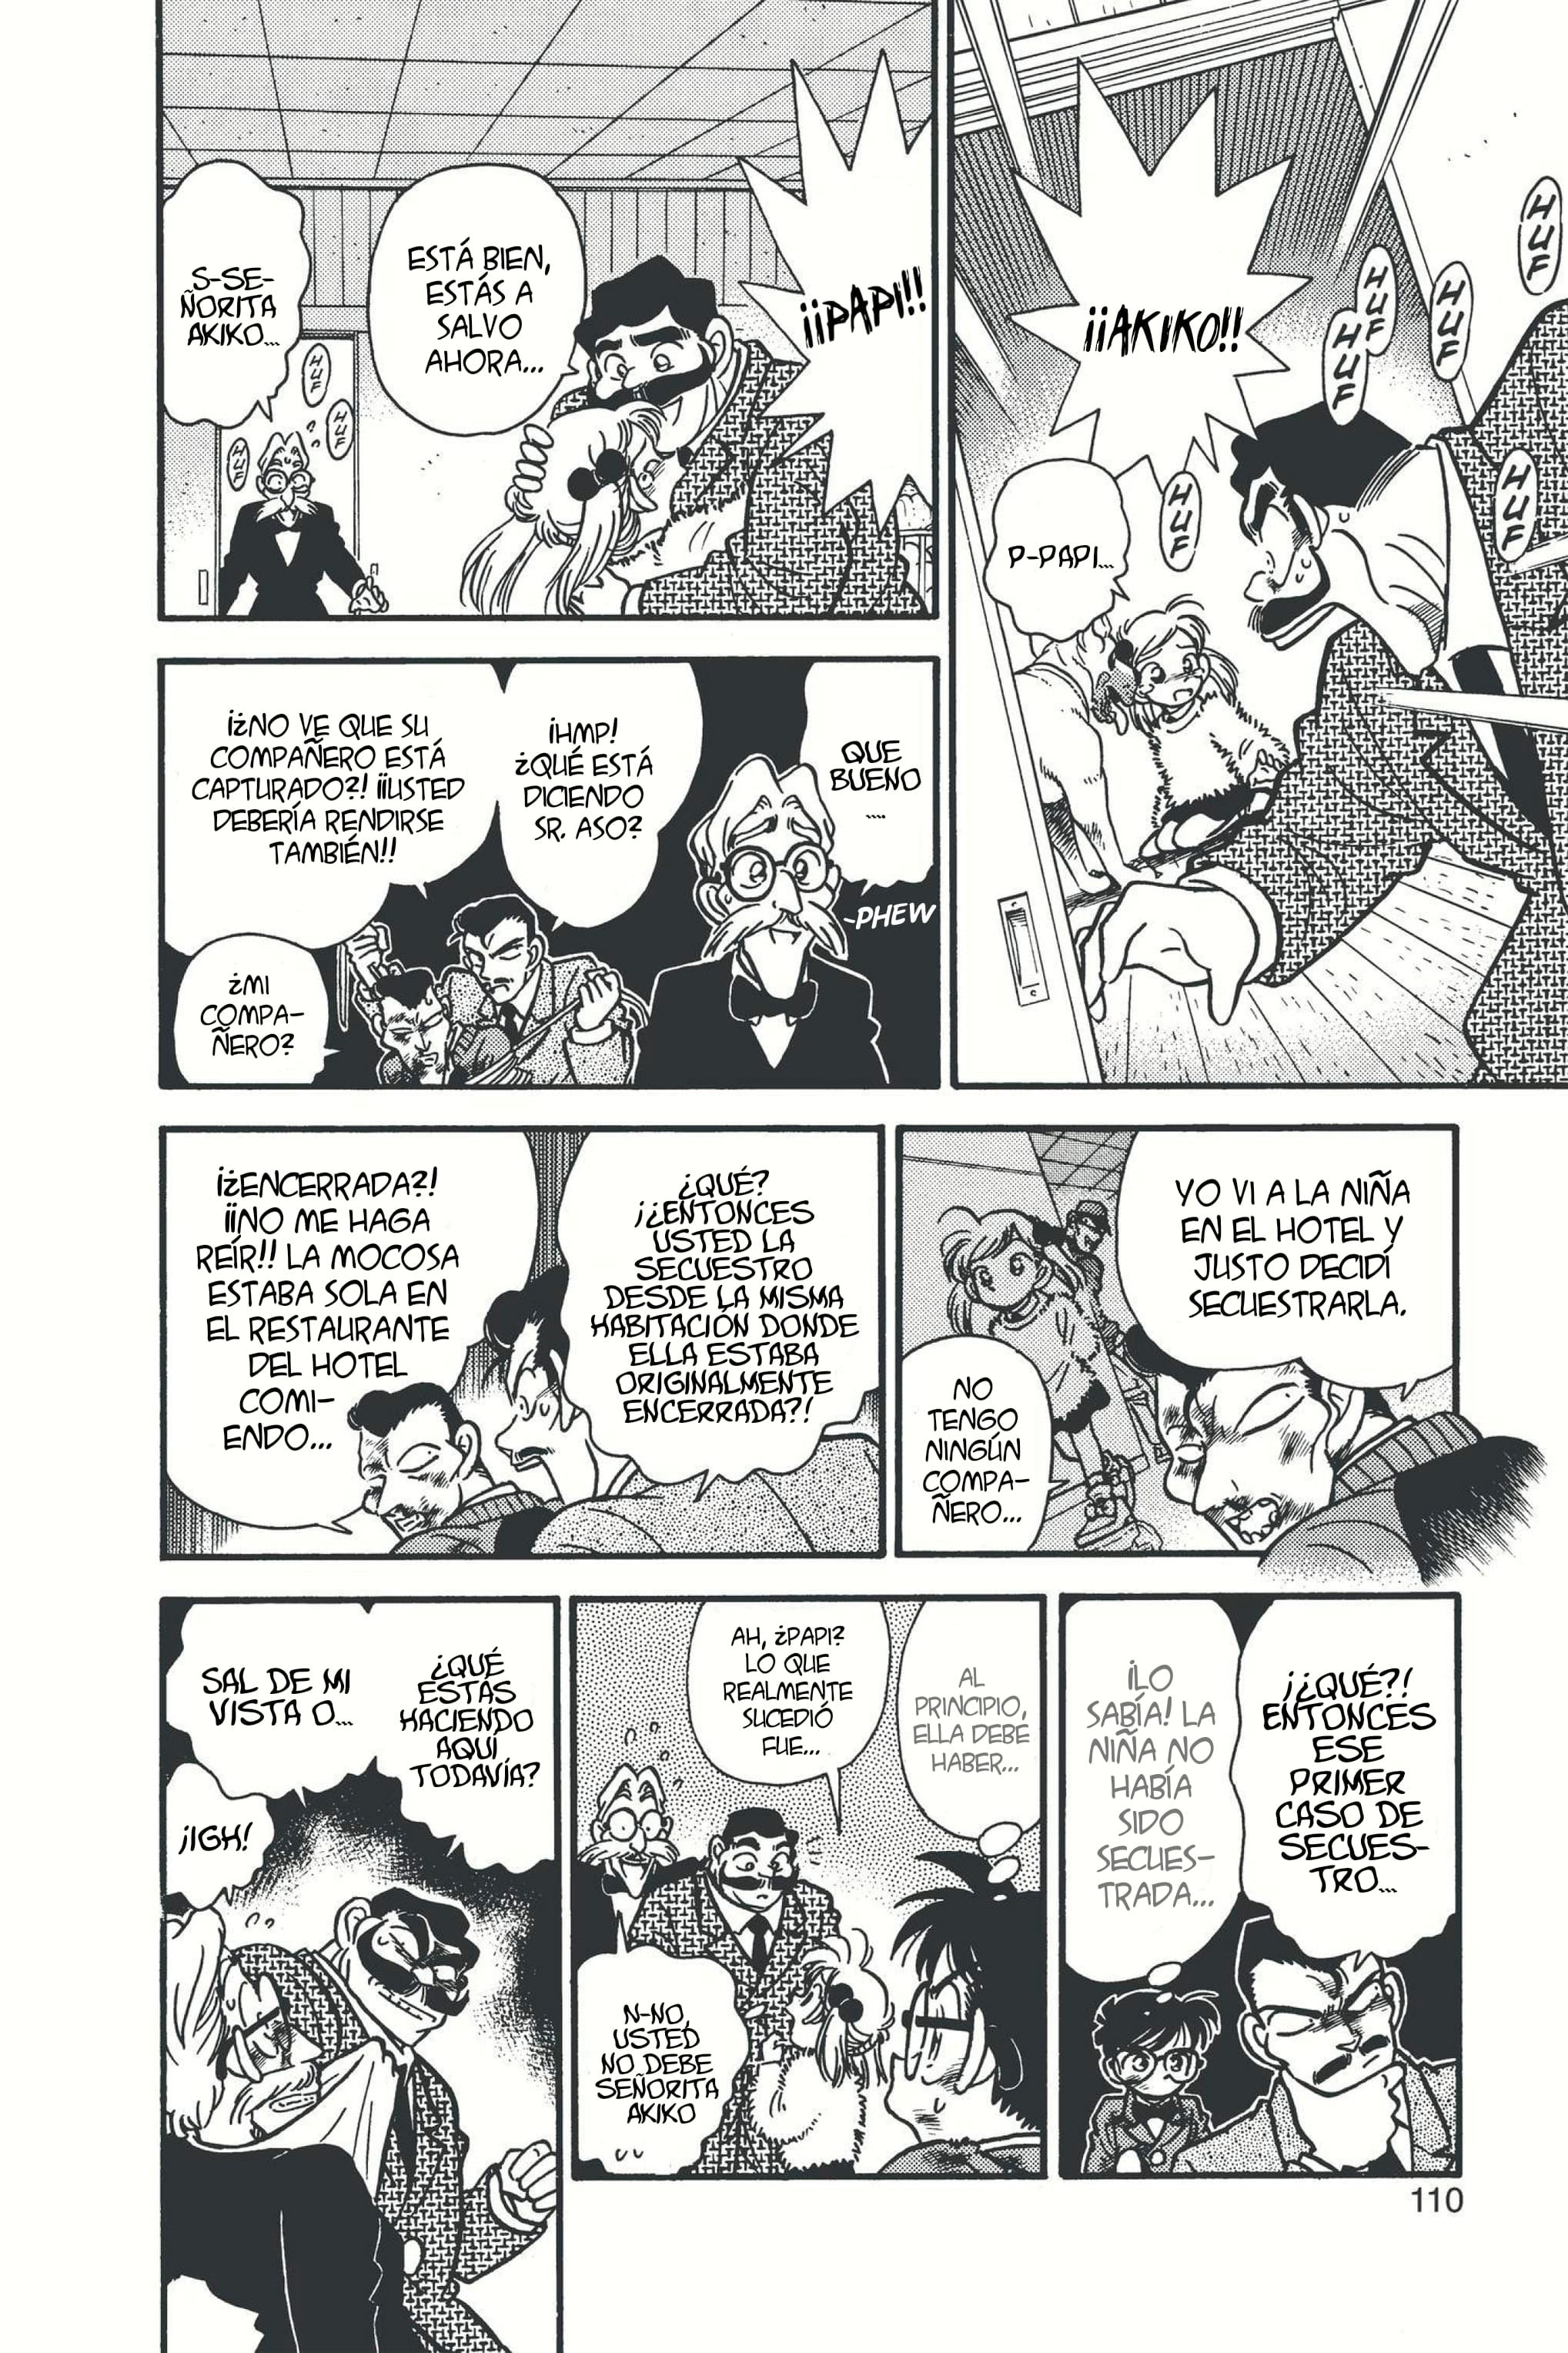 ¡¡AKIKO!!
HUF
HUF
HUF
HUF
HUF
HUF
P-PAPI...
¡¡PAPI!!
ESTÁ BIEN,
ESTÁS A
SALVO
AHORA...
S-SE-
ÑORITA
AKIKO...
HUF
HUF
HUF
QUE
BUENO
....
~PHEW
¡HMP!
¿QUÉ ESTÁ
DICIENDO
SR. ASO?
¡¿NO VE QUE SU
COMPAÑERO ESTÁ
CAPTURADO?! ¡¡USTED
DEBERÍA RENDIRSE
TAMBIÉN!!
¿MI
COMPA-
ÑERO?
YO VI A LA NIÑA
EN EL HOTEL Y
JUSTO DECIDÍ
SECUESTRARLA.
NO
TENGO
NINGÚN
COMPA-
ÑERO...
¿QUÉ?
¡¿ENTONCES
USTED LA
SECUESTRO
DESDE LA MISMA
HABITACIÓN DONDE
ELLA ESTABA
ORIGINALMENTE
ENCERRADA?!
¡¿ENCERRADA?!
¡¡NO ME HAGA
REÍR!! LA MOCOSA
ESTABA SOLA EN
EL RESTAURANTE
DEL HOTEL
COMI-
ENDO...
¡¿QUÉ?!
ENTONCES
ESE
PRIMER
CASO DE
SECUES-
TRO...
¡LO
SABÍA! LA
NIÑA NO
HABÍA
SIDO
SECUES-
TRADA...
AL
PRINCIPIO,
ELLA DEBE
HABER...
AH, ¿PAPI?
LO QUE
REALMENTE
SUCEDIÓ
FUE...
N-NO,
USTED
NO DEBE
SEÑORITA
AKIKO
¿QUÉ
ESTÁS
HACIENDO
AQUÍ
TODAVÍA?
SAL DE MI
VISTA O...
¡IGH!
110